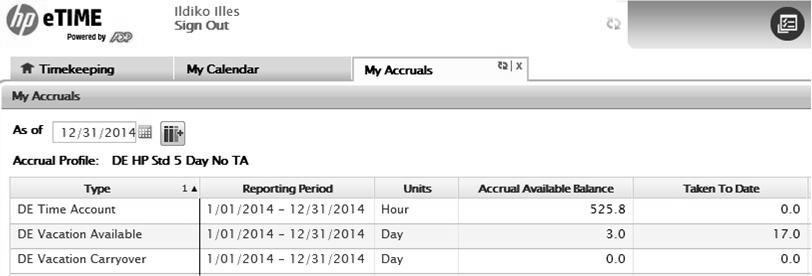 hp eTIME
Powered by ADP
Ildiko Illes
Sign Out
Timekeeping My Calendar My Accruals x
My Accruals
As of 12/31/2014
Accrual Profile: DE HP Std 5 Day No TA
Type 1 Reporting Period Units Accrual Available Balance Taken To Date
DE Time Account 1/01/2014 - 12/31/2014 Hour 525.8 0.0
DE Vacation Available 1/01/2014 - 12/31/2014 Day 3.0 17.0
DE Vacation Carryover 1/01/2014 - 12/31/2014 Day 0.0 0.0